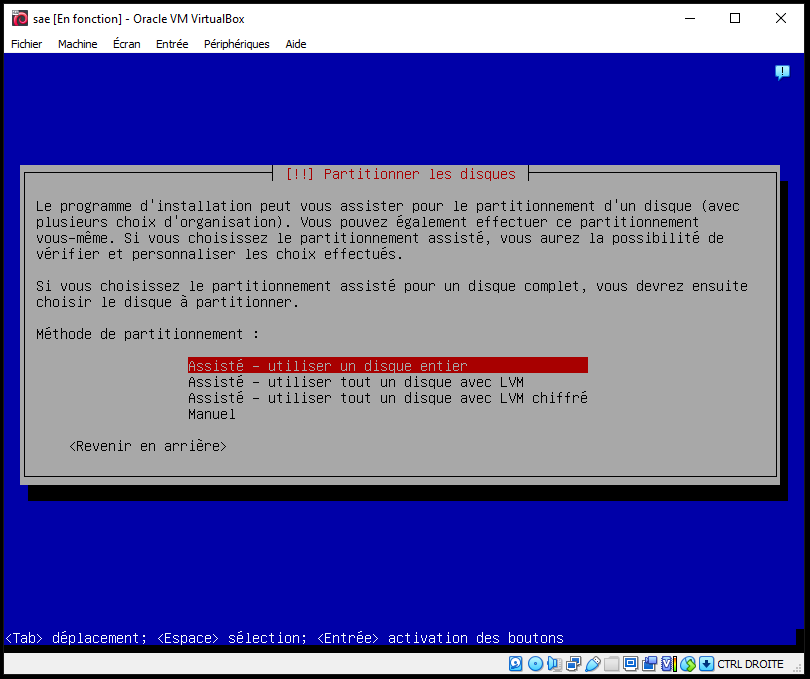 sae [En fonction] - Oracle VM VirtualBox
Fichier Machine Écran Entrée Périphériques Aide
[!!] Partitionner les disques
Le programme d'installation peut vous assister pour le partitionnement d'un disque (avec
plusieurs choix d'organisation). Vous pouvez également effectuer ce partitionnement
vous-même. Si vous choisissez le partitionnement assisté, vous aurez la possibilité de
vérifier et personnaliser les choix effectués.
Si vous choisissez le partitionnement assisté pour un disque complet, vous devrez ensuite
choisir le disque à partitionner.
Méthode de partitionnement :
Assisté - utiliser un disque entier
Assisté - utiliser tout un disque avec LVM
Assisté - utiliser tout un disque avec LVM chiffré
Manuel
<Revenir en arrière>
<Tab> déplacement; <Espace> sélection; <Entrée> activation des boutons
CTRL DROITE